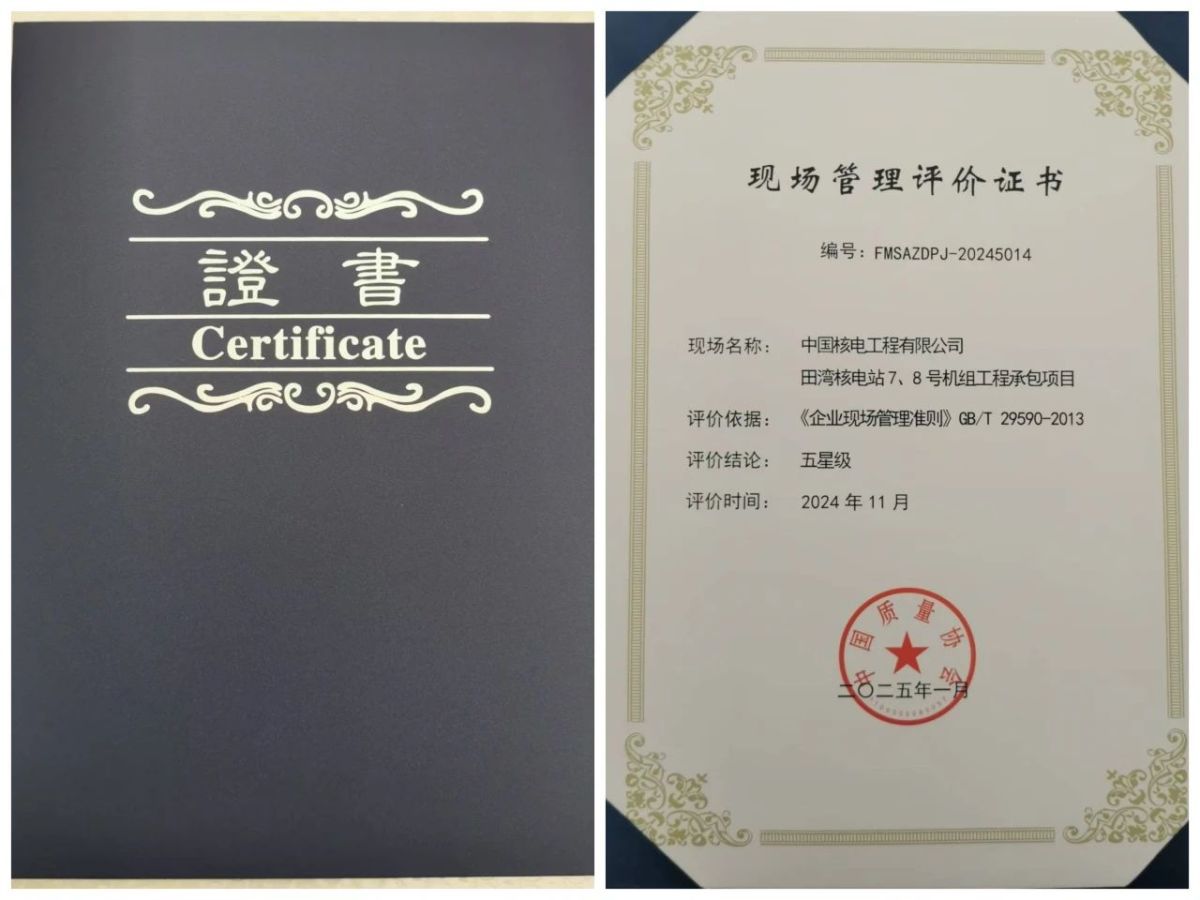 證書
Certificate
现场管理评价证书
编号：FMSAZDPJ-20245014
现场名称： 中国核电工程有限公司
田湾核电站7、8号机组工程承包项目
评价依据：《企业现场管理准则》GB/T 29590-2013
评价结论： 五星级
评价时间： 2024年11月
中国质量协会
二〇二五年一月